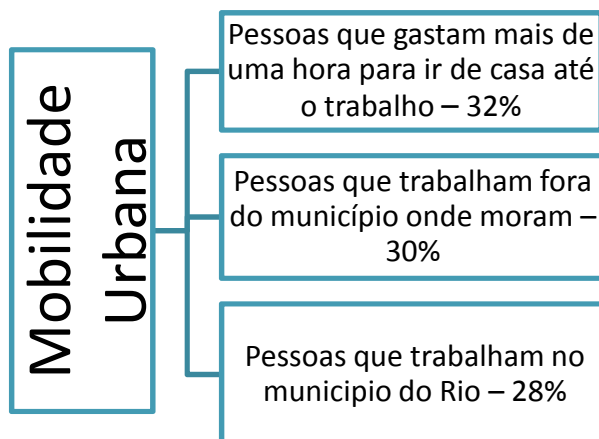 Mobilidade
Urbana
Pessoas que gastam mais de
uma hora para ir de casa até
o trabalho – 32%
Pessoas que trabalham fora
do município onde moram –
30%
Pessoas que trabalham no
municipio do Rio – 28%